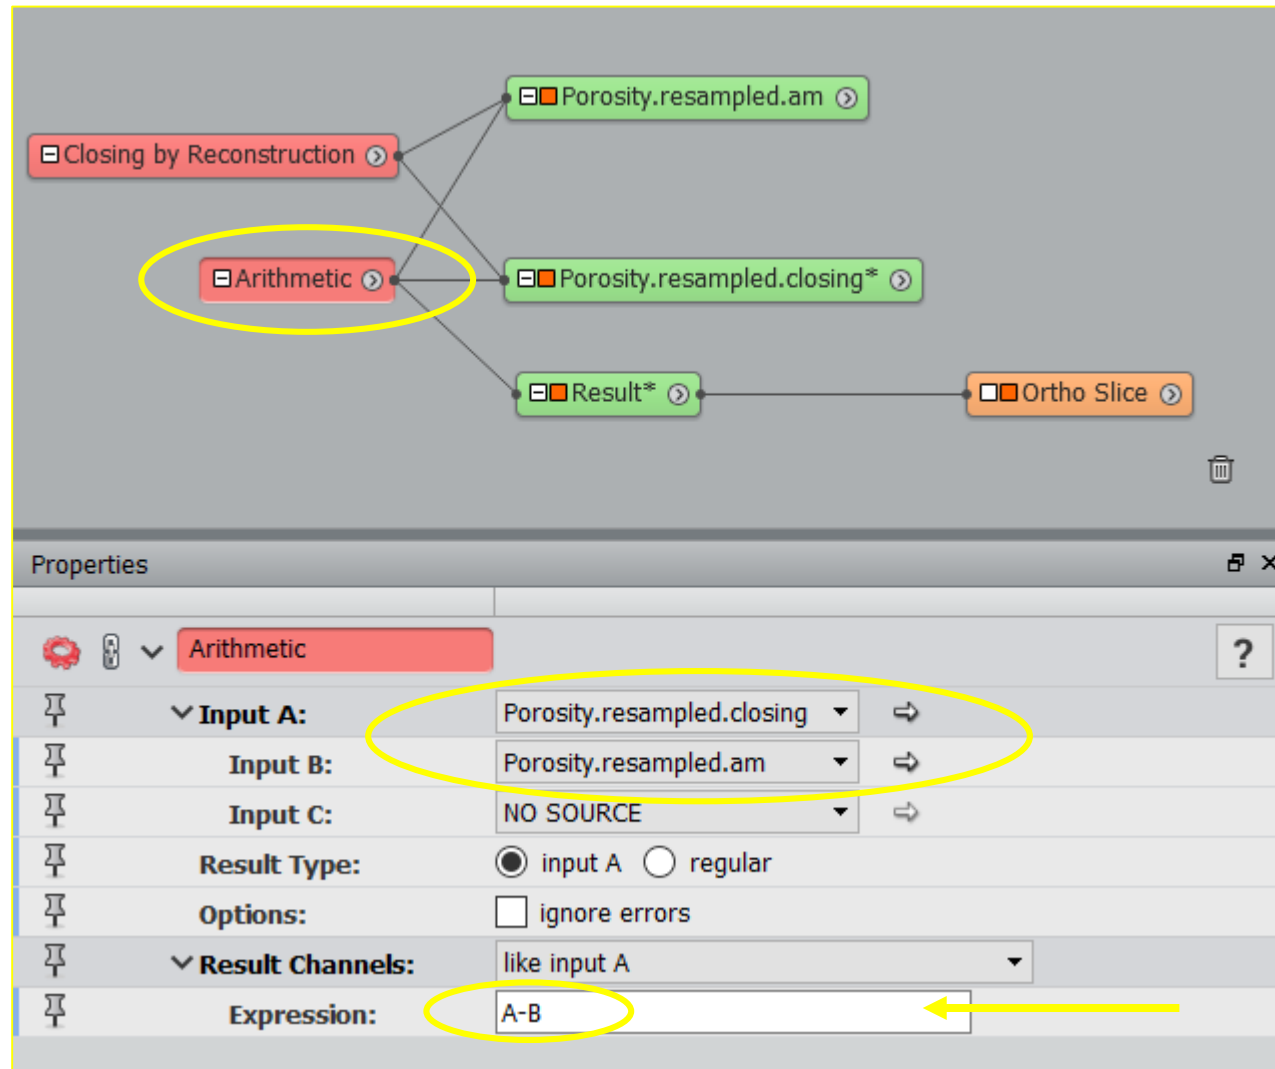 Porosity.resampled.am
Closing by Reconstruction
Arithmetic
Porosity.resampled.closing*
Result*
Ortho Slice
Properties
Arithmetic
?
Input A: Porosity.resampled.closing
Input B: Porosity.resampled.am
Input C: NO SOURCE
Result Type: input A regular
Options: ignore errors
Result Channels: like input A
Expression: A-B